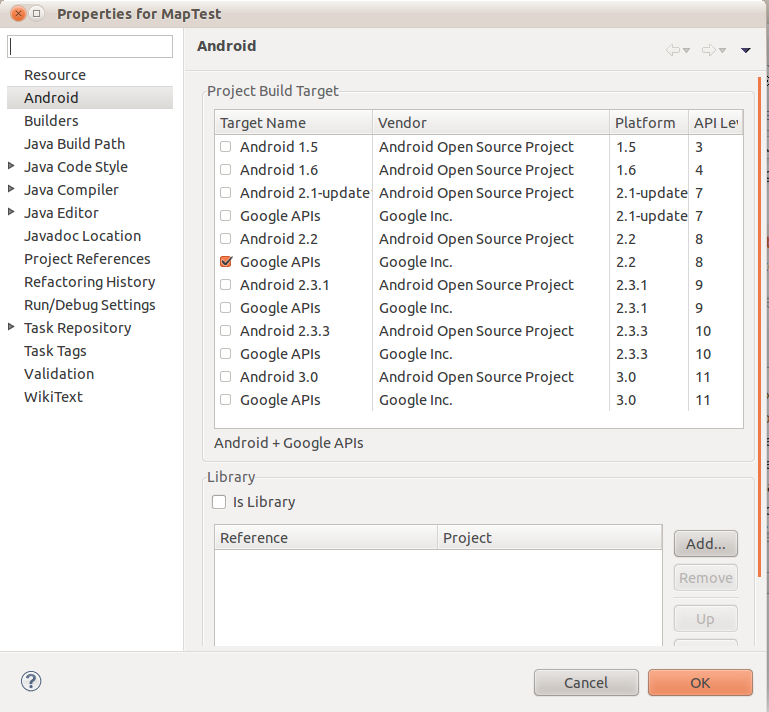 Properties for MapTest
Resource
Android
Builders
Java Build Path
Java Code Style
Java Compiler
Java Editor
Javadoc Location
Project References
Refactoring History
Run/Debug Settings
Task Repository
Task Tags
Validation
WikiText
Android
Project Build Target
Target Name Vendor Platform API Lev
Android 1.5 Android Open Source Project 1.5 3
Android 1.6 Android Open Source Project 1.6 4
Android 2.1-update Android Open Source Project 2.1-update 7
Google APIs Google Inc. 2.1-update 7
Android 2.2 Android Open Source Project 2.2 8
Google APIs Google Inc. 2.2 8
Android 2.3.1 Android Open Source Project 2.3.1 9
Google APIs Google Inc. 2.3.1 9
Android 2.3.3 Android Open Source Project 2.3.3 10
Google APIs Google Inc. 2.3.3 10
Android 3.0 Android Open Source Project 3.0 11
Google APIs Google Inc. 3.0 11
Android + Google APIs
Library
Is Library
Reference Project
Add...
Remove
Up
? Cancel OK